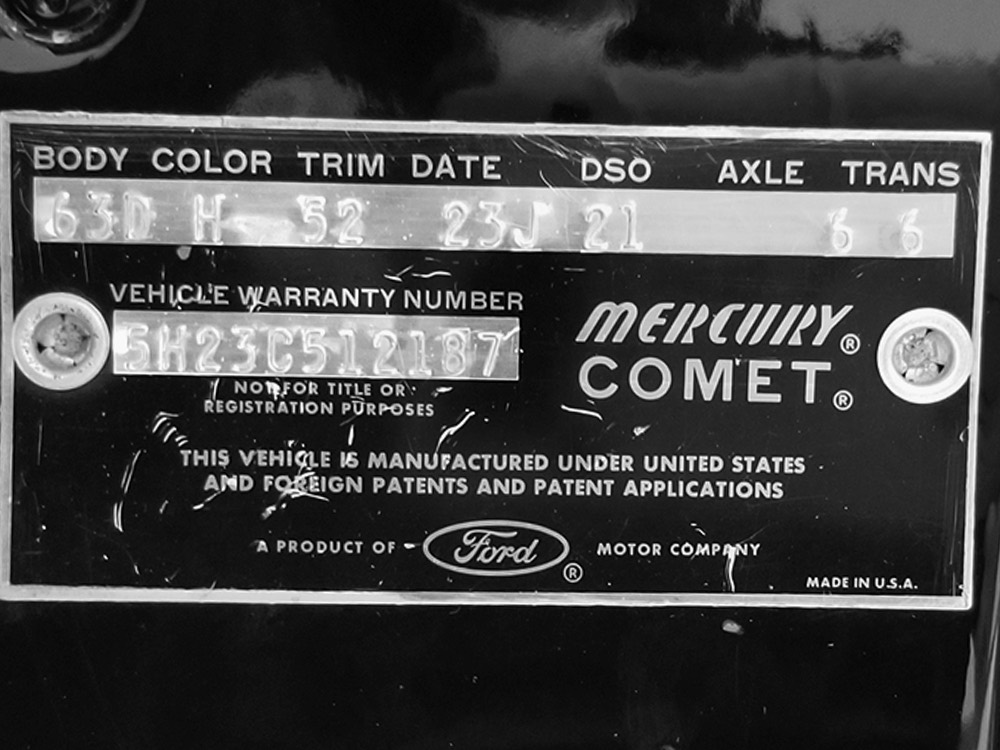 BODY COLOR TRIM DATE DSO AXLE TRANS
63D H 52 23J 21 6 6
VEHICLE WARRANTY NUMBER
5H23C512187
NOT FOR TITLE OR
REGISTRATION PURPOSES
MERCURY®
COMET®
THIS VEHICLE IS MANUFACTURED UNDER UNITED STATES
AND FOREIGN PATENTS AND PATENT APPLICATIONS
A PRODUCT OF Ford® MOTOR COMPANY
MADE IN U.S.A.